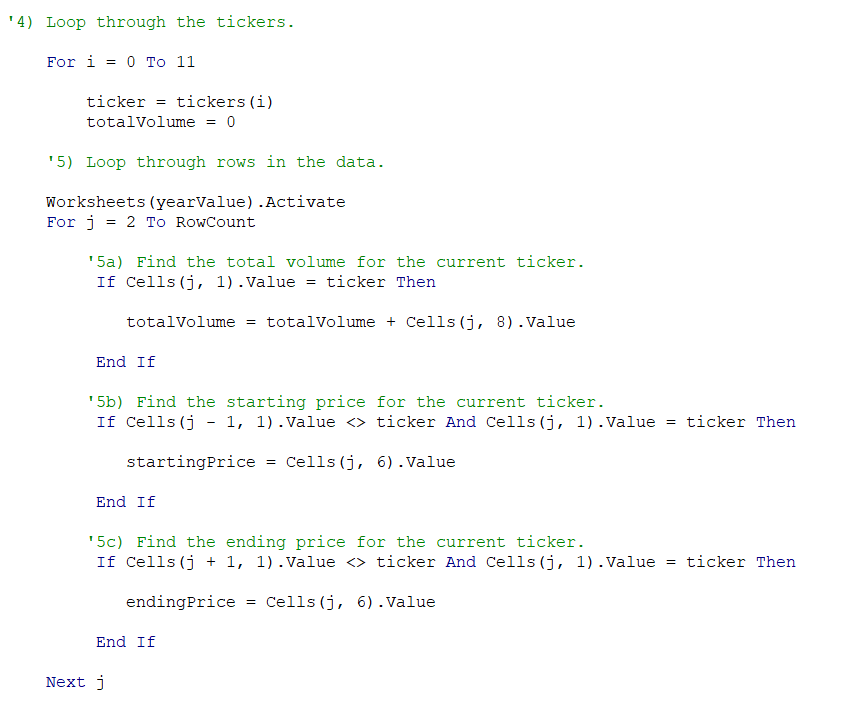 '4) Loop through the tickers.
For i = 0 To 11
ticker = tickers(i)
totalVolume = 0
'5) Loop through rows in the data.
Worksheets(yearValue).Activate
For j = 2 To RowCount
'5a) Find the total volume for the current ticker.
If Cells(j, 1).Value = ticker Then
totalVolume = totalVolume + Cells(j, 8).Value
End If
'5b) Find the starting price for the current ticker.
If Cells(j - 1, 1).Value <> ticker And Cells(j, 1).Value = ticker Then
startingPrice = Cells(j, 6).Value
End If
'5c) Find the ending price for the current ticker.
If Cells(j + 1, 1).Value <> ticker And Cells(j, 1).Value = ticker Then
endingPrice = Cells(j, 6).Value
End If
Next j